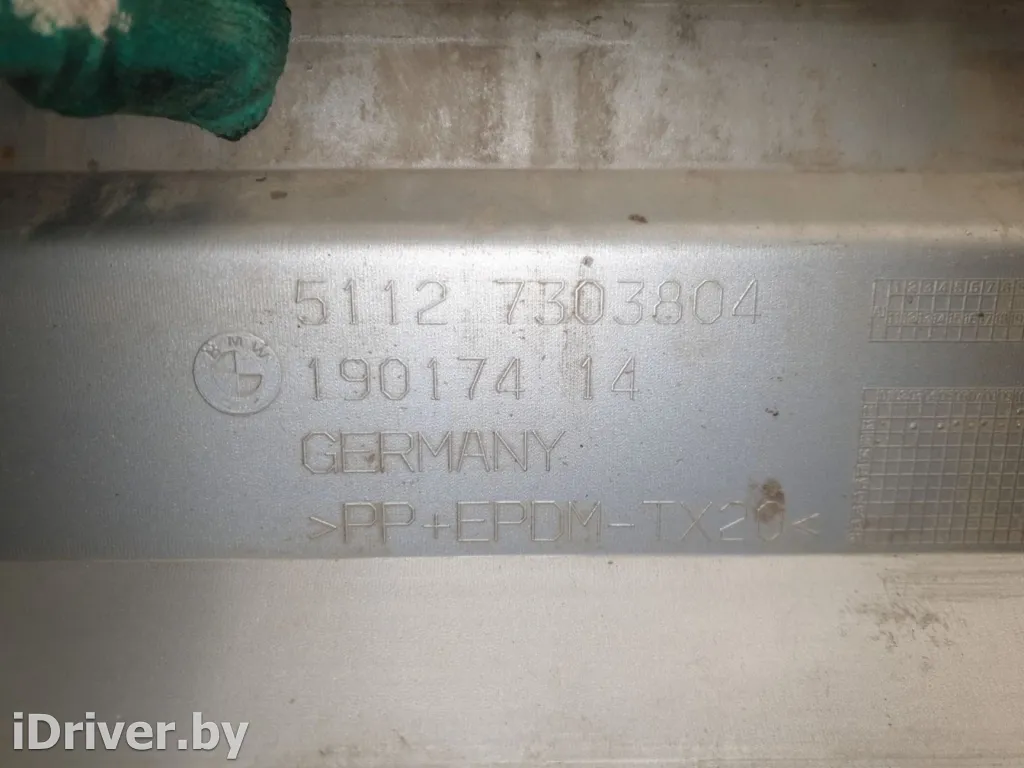 5112 7303804
BMW
190174 14
GERMANY
>PP+EPDM-TX20<
iDriver.by